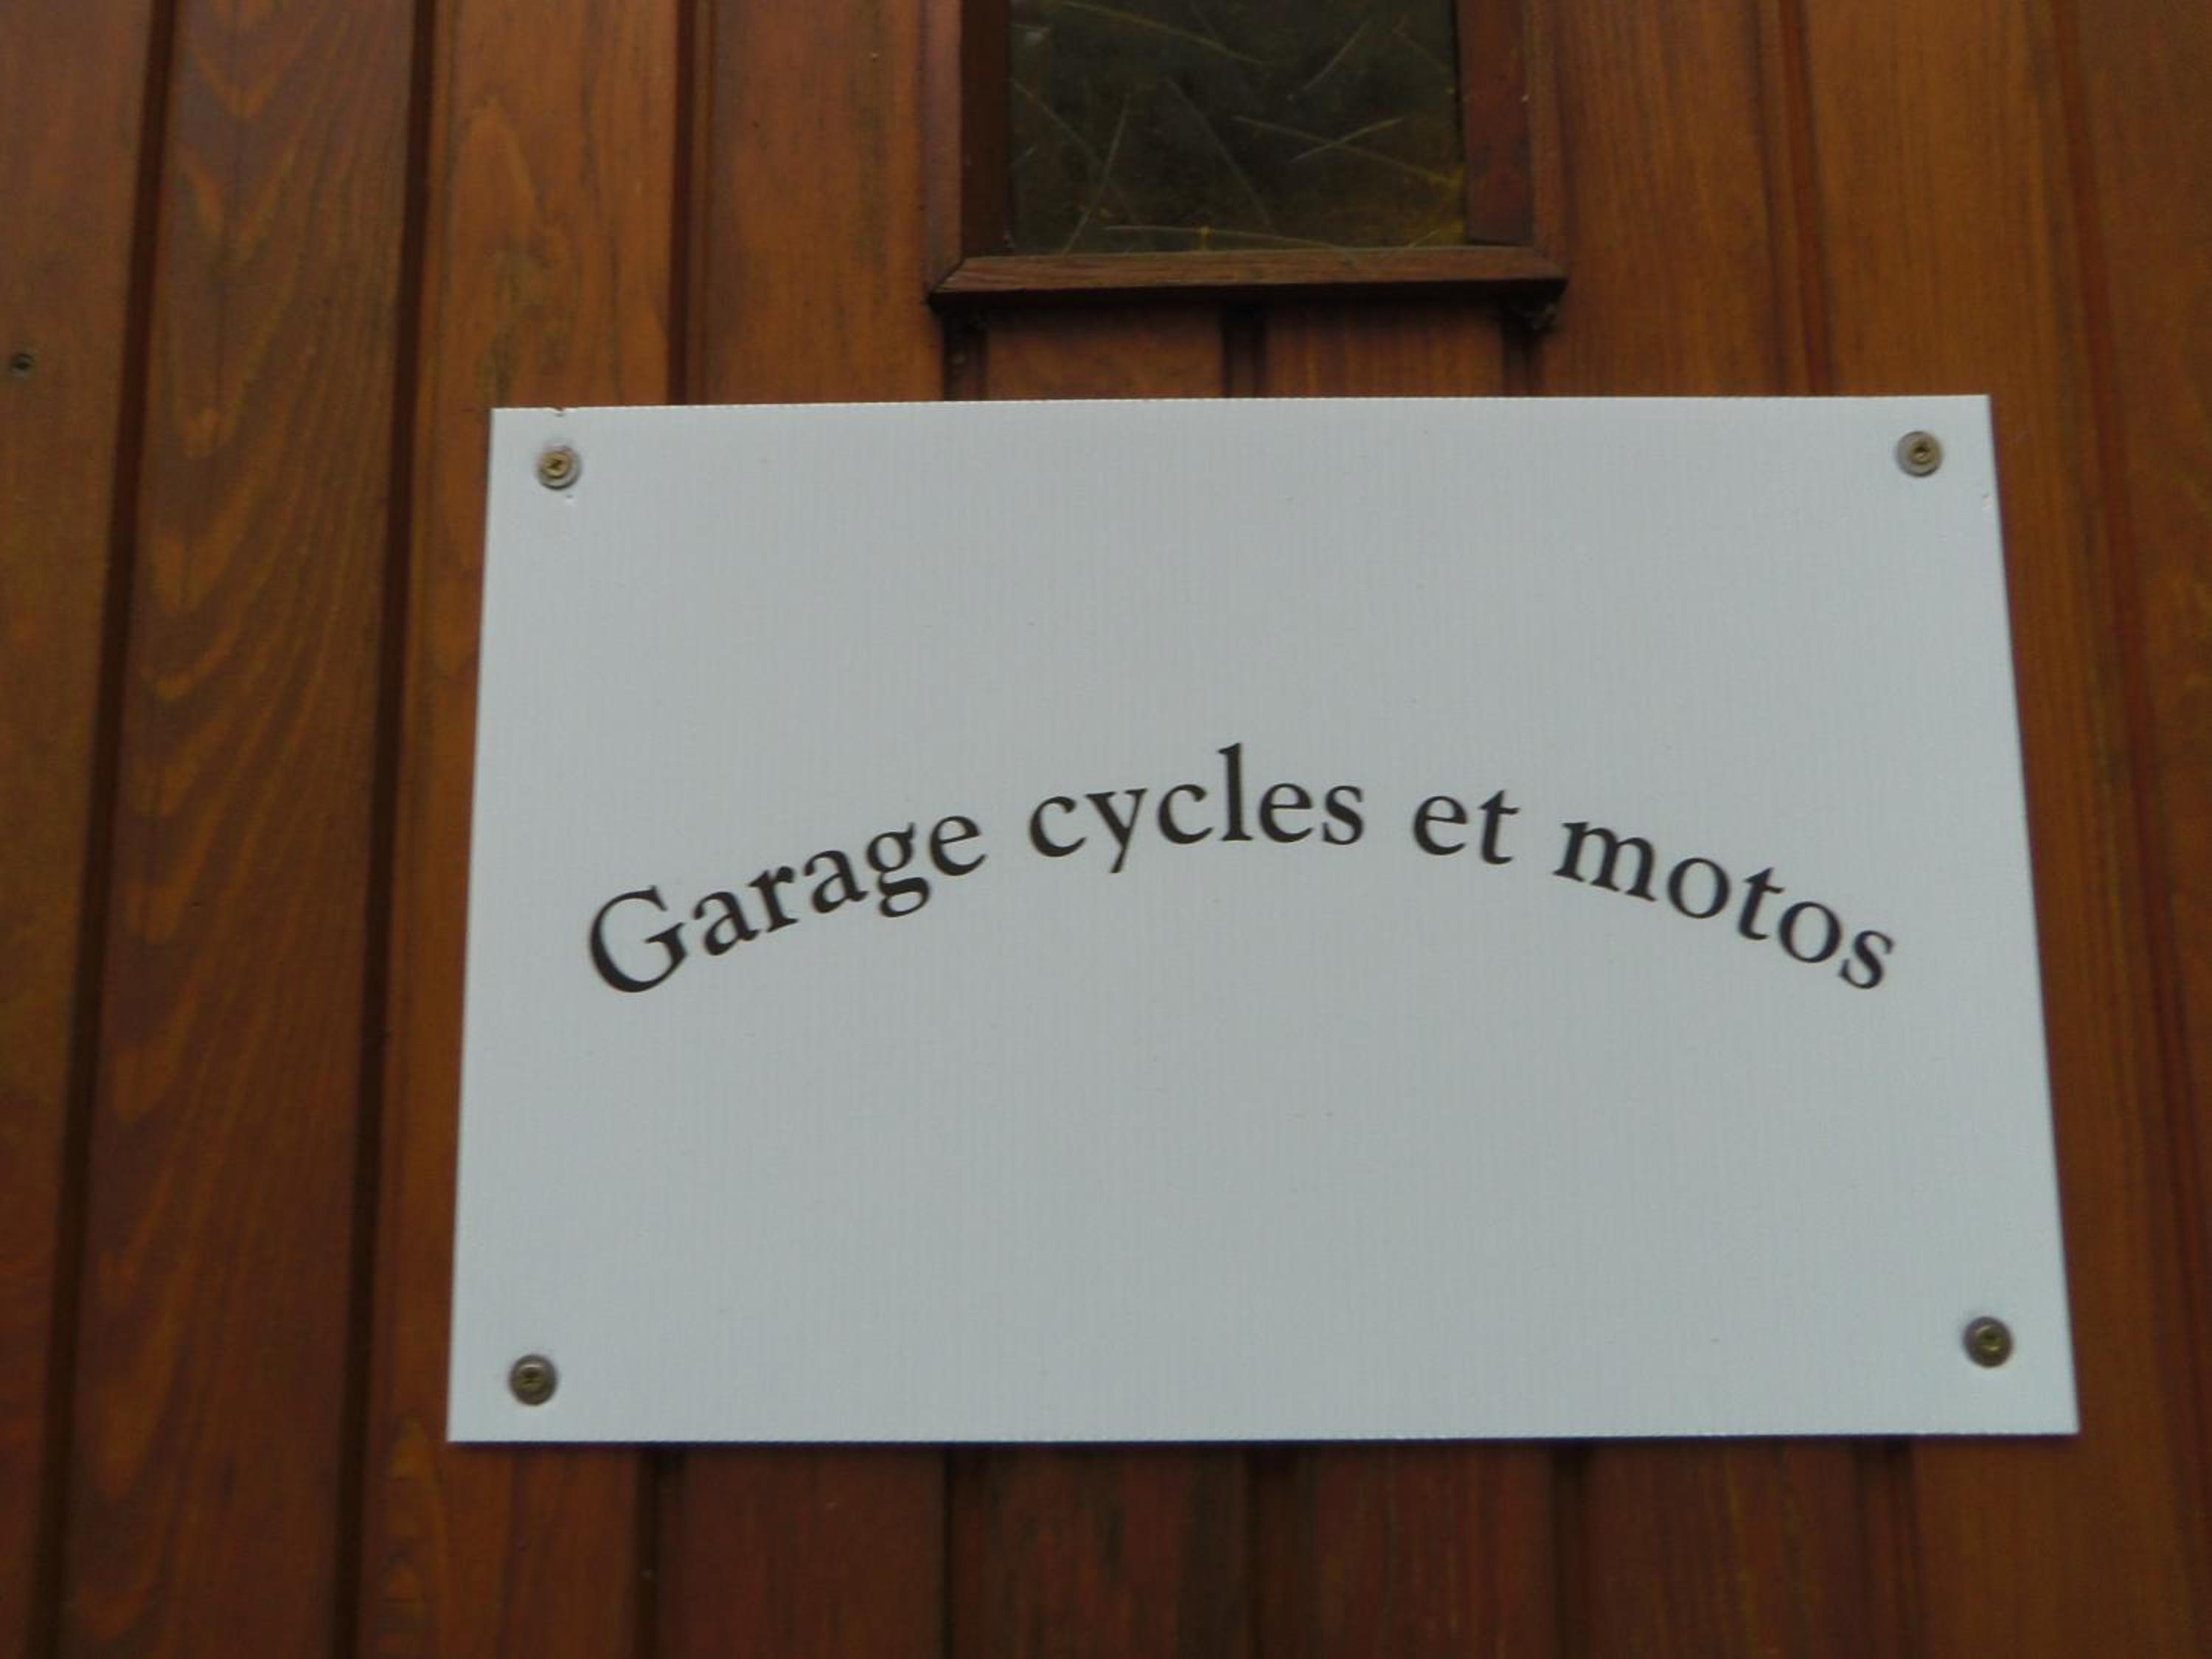 Garage cycles et motos